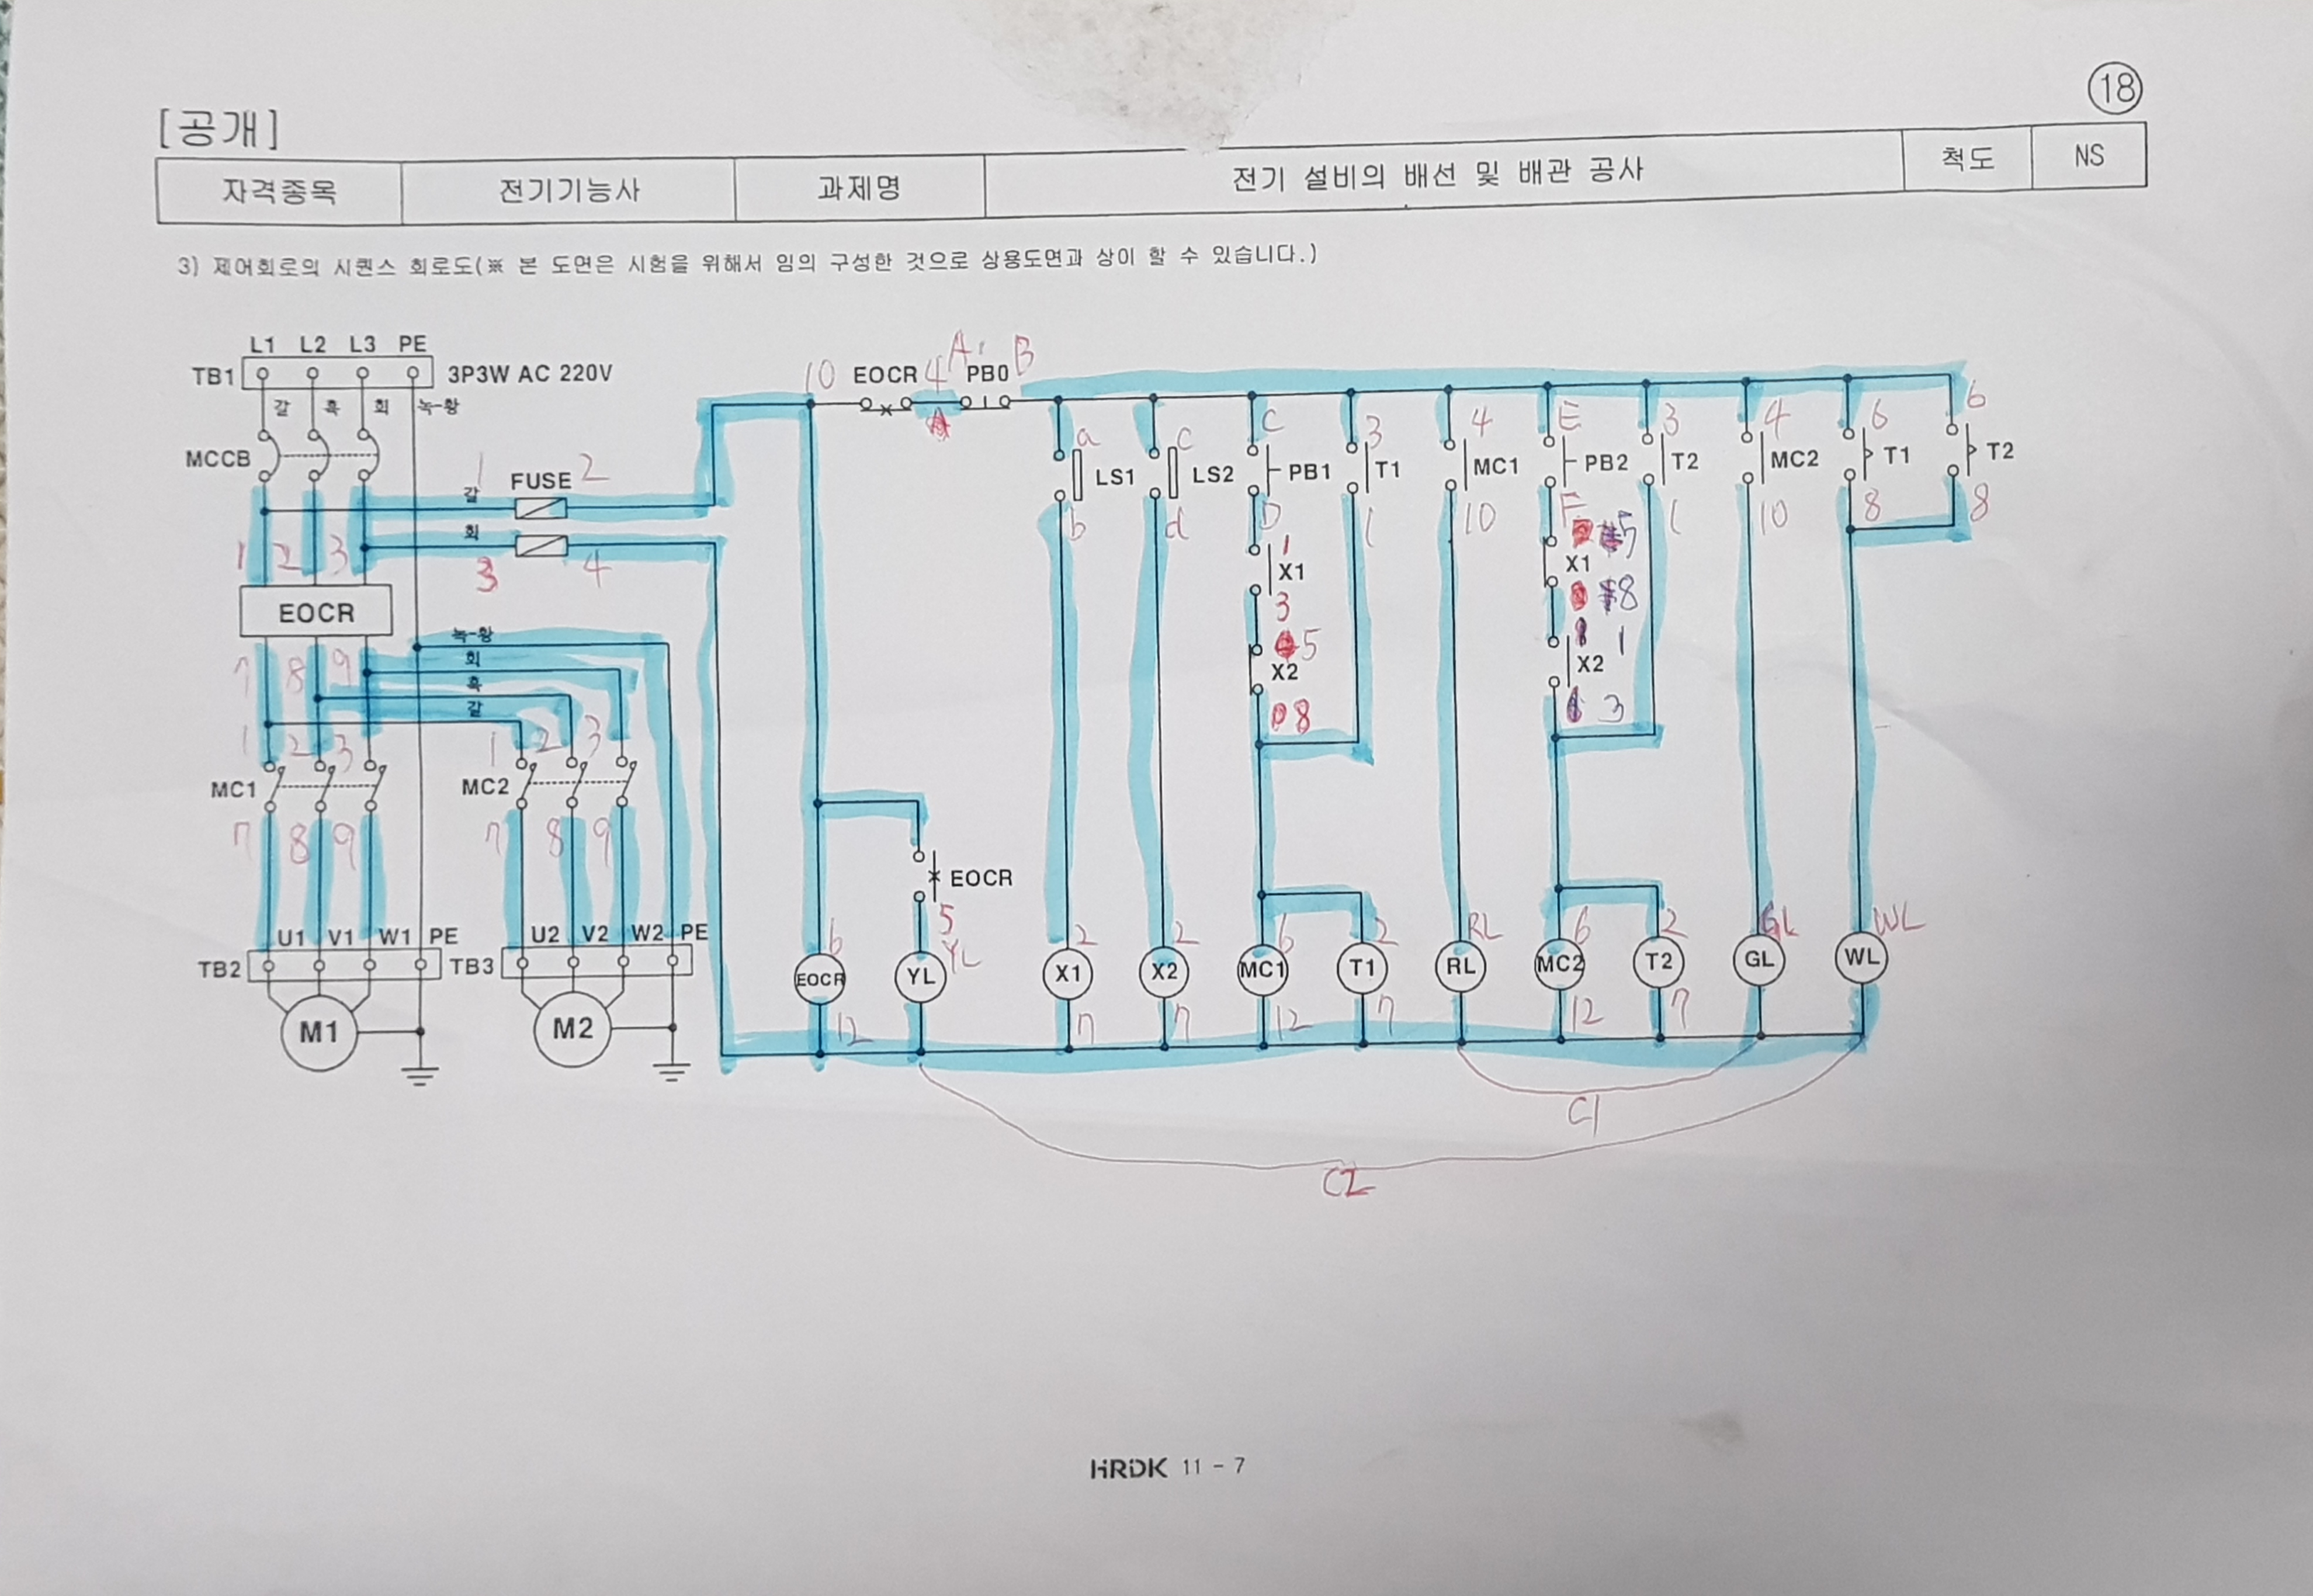 18
[공개]
자격종목 전기기능사 과제명 전기 설비의 배선 및 배관 공사 척도 NS
3) 제어회로의 시퀀스 회로도(※ 본 도면은 시험을 위해서 임의 구성한 것으로 상용도면과 상이 할 수 있습니다.)
L1 L2 L3 PE
TB1 3P3W AC 220V
갈 흑 회 녹-황
MCCB
1 갈 FUSE 2
회
3 4
1 2 3
EOCR
녹-황
회
흑
갈
7 8 9
1 2 3 1 2 3
MC1 MC2
7 8 9 7 8 9
U1 V1 W1 PE U2 V2 W2 PE
TB2 TB3
M1 M2
10 EOCR 4 A PB0 B
a c C 3 4 E 3 4 6 6
LS1 LS2 PB1 T1 MC1 PB2 T2 MC2 T1 T2
b d D 1 10 F 1 10 8 8
1 5
X1 X1
3 8
5 1
X2 X2
8 3
EOCR
5
6 YL 2 2 6 2 RL 6 2 GL WL
EOCR YL X1 X2 MC1 T1 RL MC2 T2 GL WL
12 7 7 12 7 12 7
C1
C2
HRDK 11 - 7